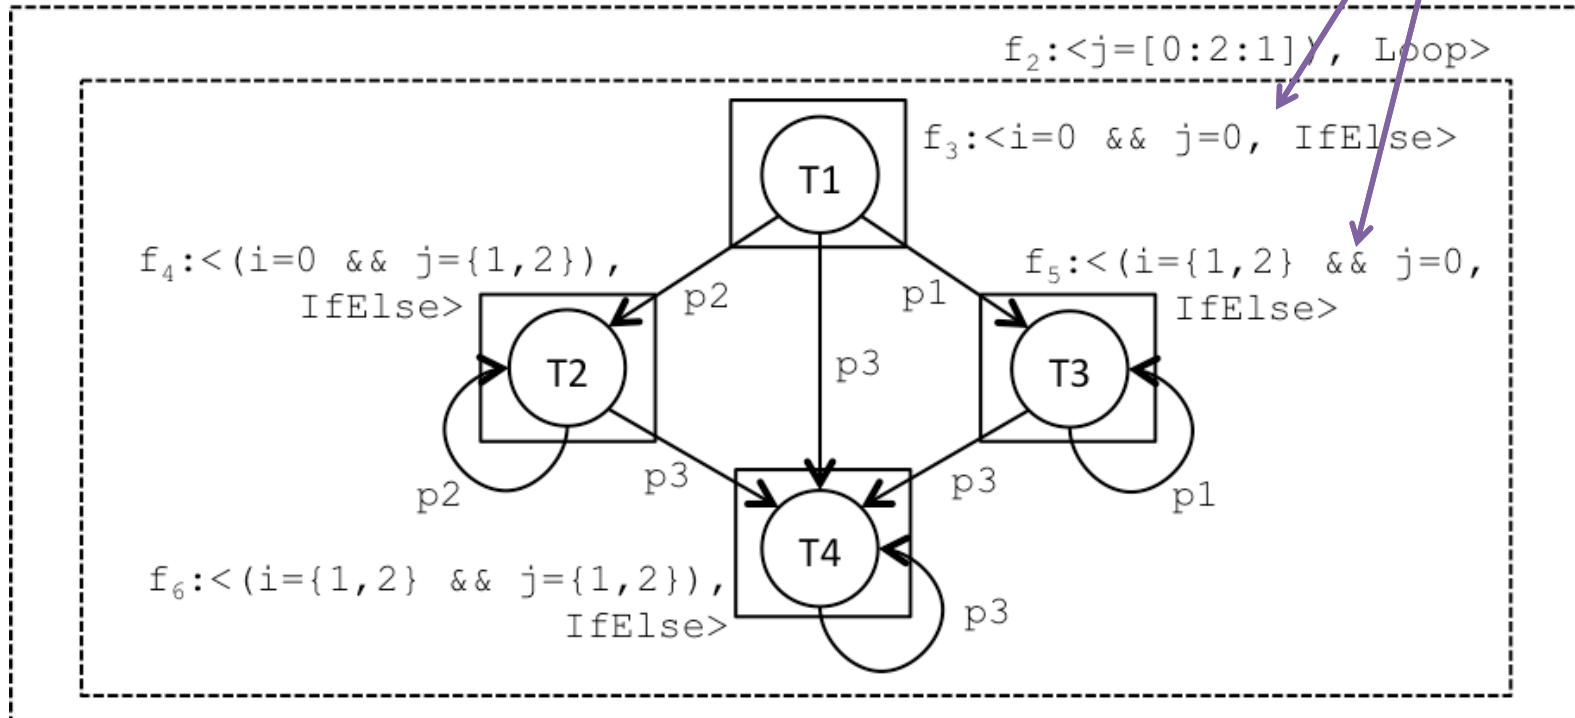 f₂:<j=[0:2:1]), Loop>
T1
f₃:<i=0 && j=0, IfElse>
f₄:<(i=0 && j={1,2}),
IfElse>
f₅:<(i={1,2} && j=0,
IfElse>
p2
p1
T2
p3
T3
p2
p3
p3
p1
T4
f₆:<(i={1,2} && j={1,2}),
IfElse>
p3